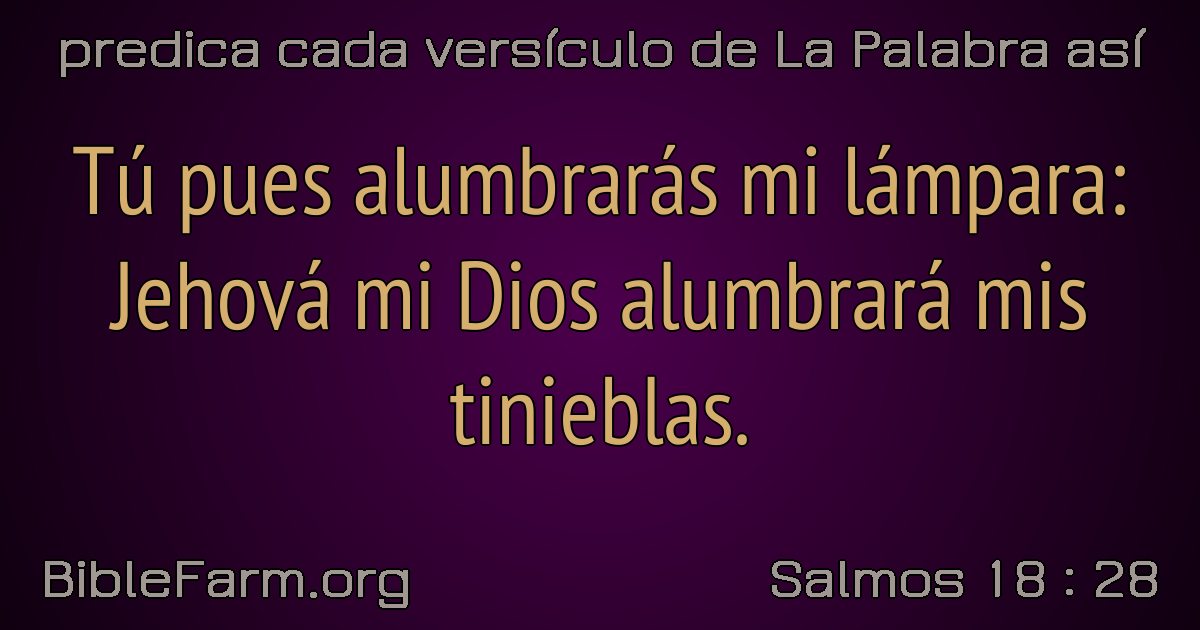 predica cada versículo de La Palabra así
Tú pues alumbrarás mi lámpara:
Jehová mi Dios alumbrará mis
tinieblas.
BibleFarm.org
Salmos 18 : 28